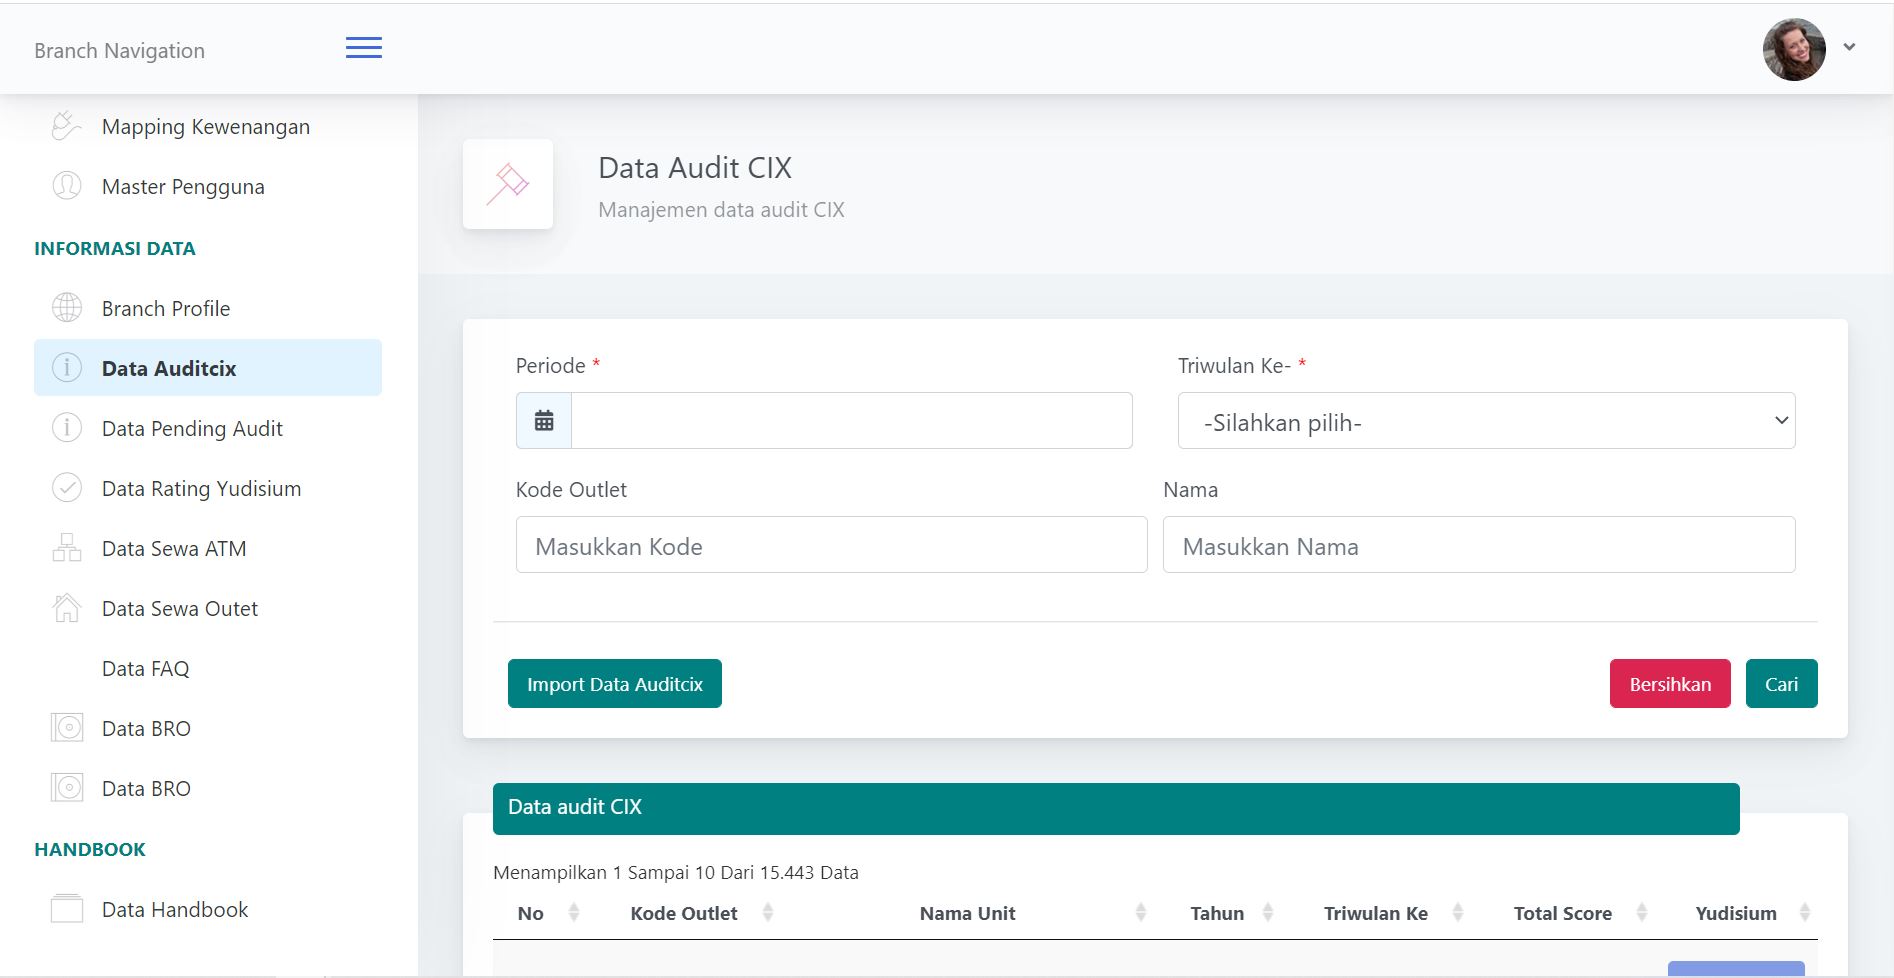 Branch Navigation
Mapping Kewenangan
Master Pengguna
INFORMASI DATA
Branch Profile
Data Auditcix
Data Pending Audit
Data Rating Yudisium
Data Sewa ATM
Data Sewa Outet
Data FAQ
Data BRO
Data BRO
HANDBOOK
Data Handbook
Data Audit CIX
Manajemen data audit CIX
Periode * Triwulan Ke- *
-Silahkan pilih-
Kode Outlet Nama
Masukkan Kode Masukkan Nama
Import Data Auditcix Bersihkan Cari
Data audit CIX
Menampilkan 1 Sampai 10 Dari 15.443 Data
No Kode Outlet Nama Unit Tahun Triwulan Ke Total Score Yudisium